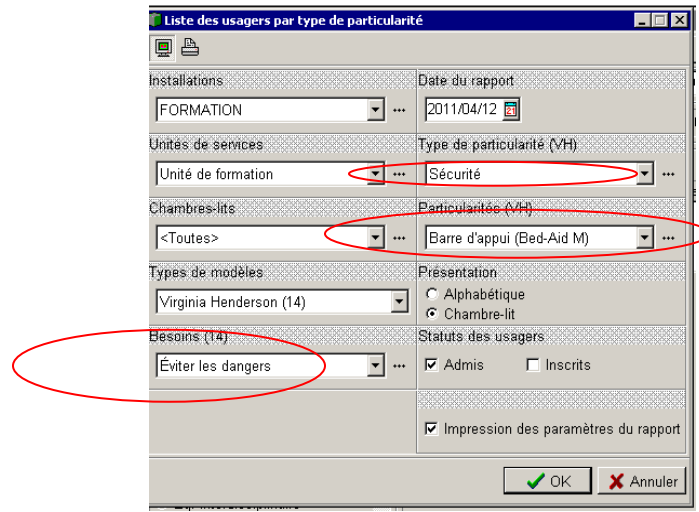 Liste des usagers par type de particularité
Installations
Date du rapport
FORMATION
2011/04/12
21
Unités de services
Type de particularité (VH)
Unité de formation
Sécurité
Chambres-lits
Particularités (VH)
<Toutes>
Barre d'appui (Bed-Aid M)
Types de modèles
Présentation
Virginia Henderson (14)
Alphabétique
Chambre-lit
Besoins (14)
Statuts des usagers
Éviter les dangers
Admis
Inscrits
Impression des paramètres du rapport
OK
Annuler